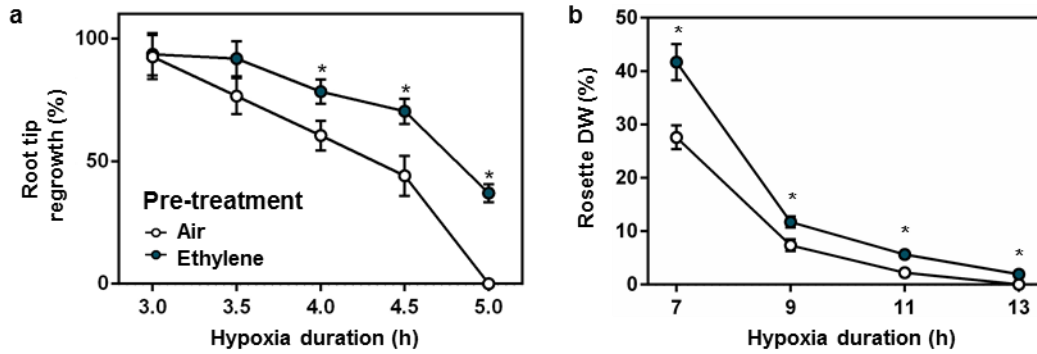 a
100
50
0
Root tip
regrowth (%)
Pre-treatment
Air
Ethylene
*
*
*
3.0 3.5 4.0 4.5 5.0
Hypoxia duration (h)
b
50
40
30
20
10
0
Rosette DW (%)
*
*
*
*
7 9 11 13
Hypoxia duration (h)